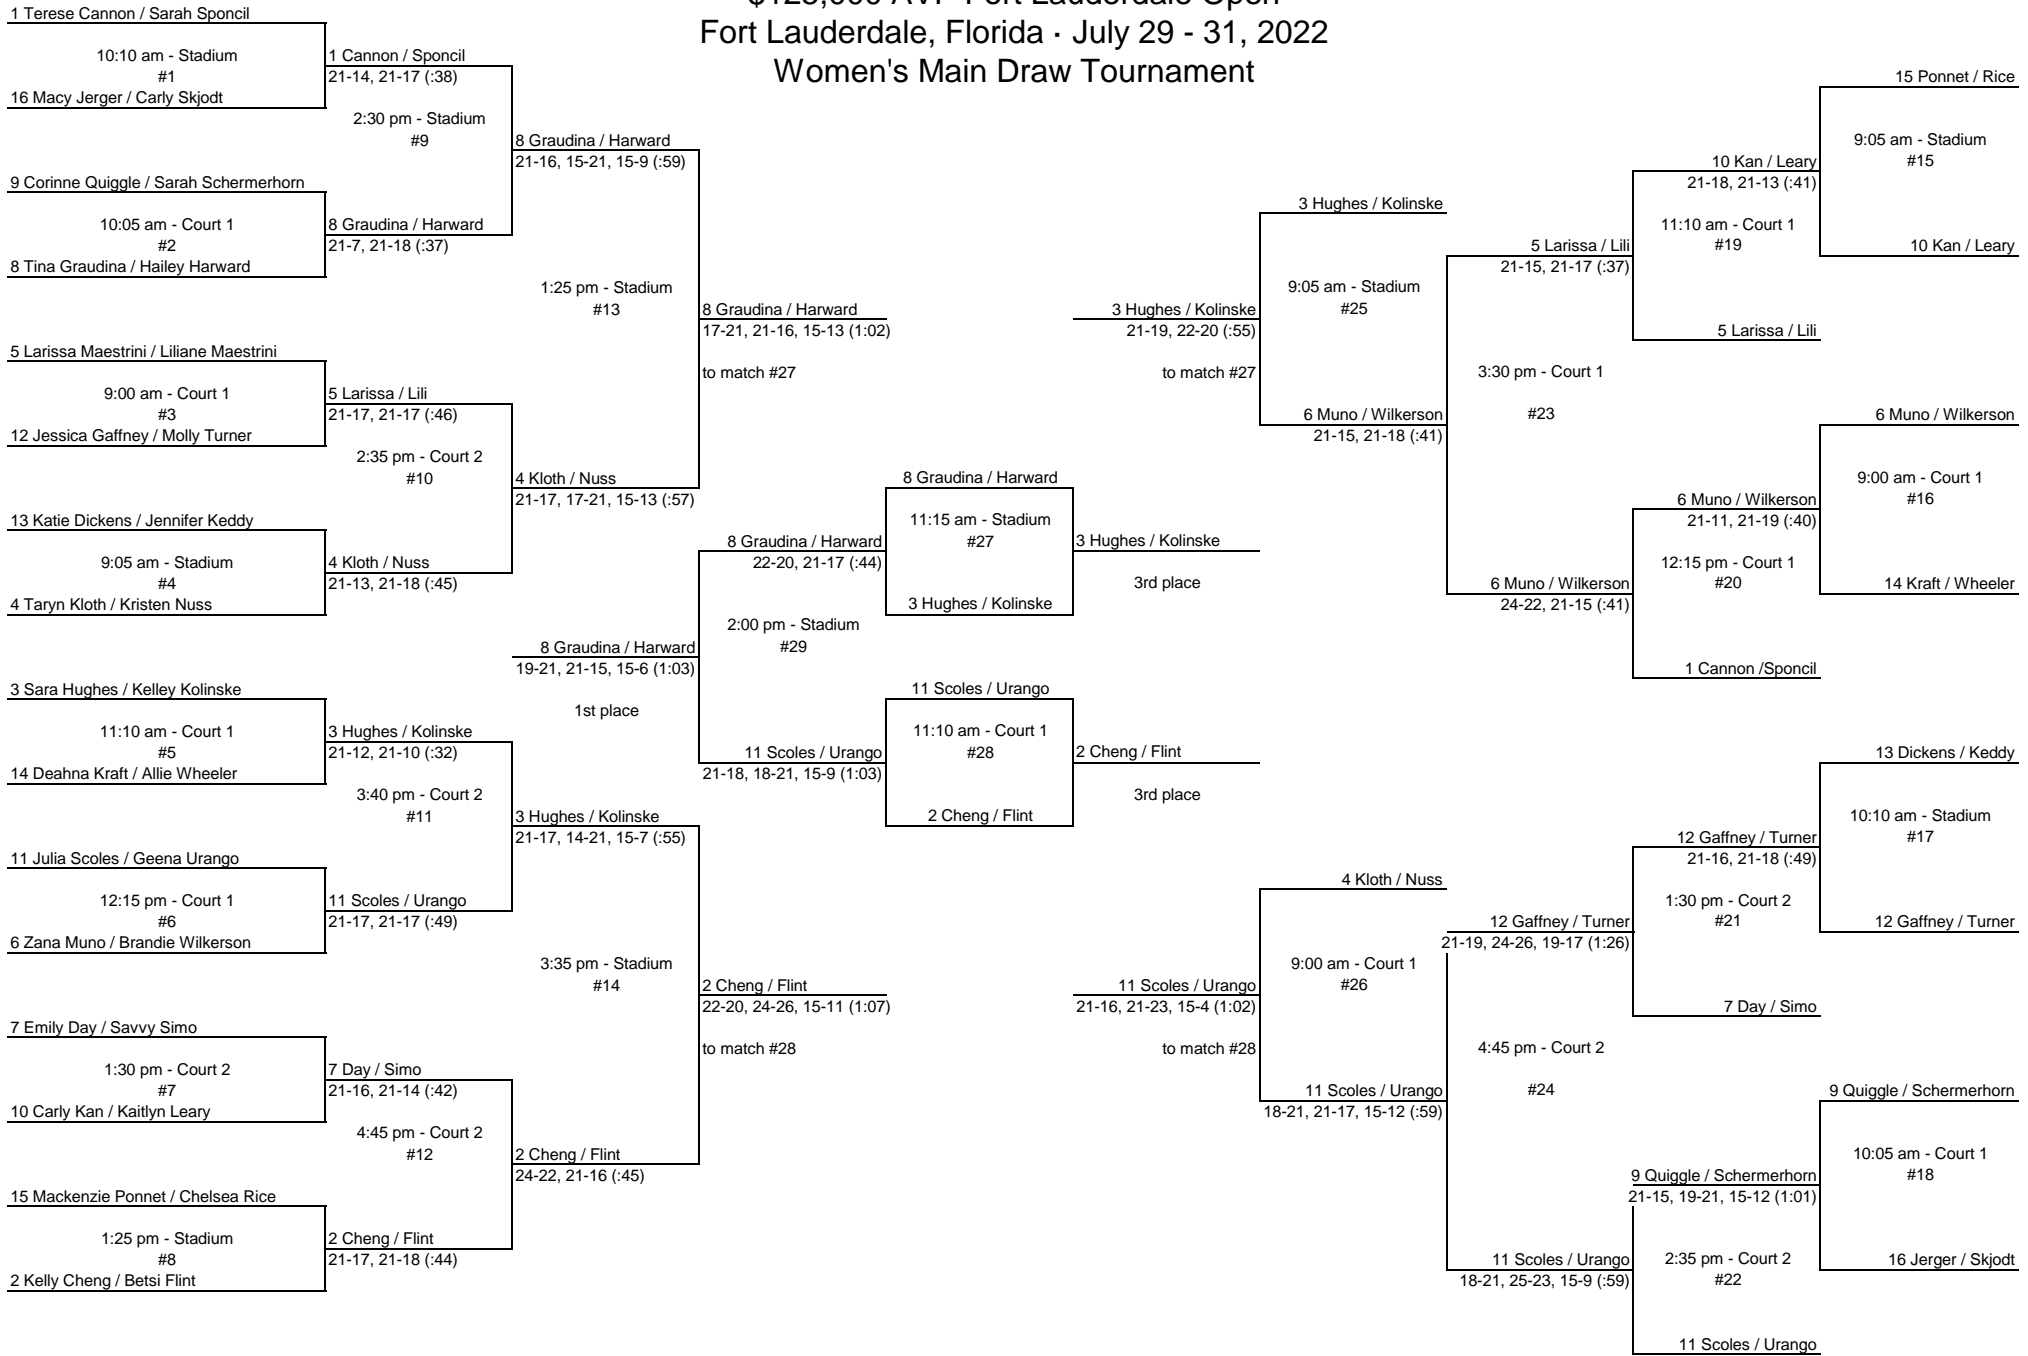 $125,000 AVP Fort Lauderdale Open
Fort Lauderdale, Florida · July 29 - 31, 2022
Women's Main Draw Tournament
1 Terese Cannon / Sarah Sponcil
10:10 am - Stadium
#1
16 Macy Jerger / Carly Skjodt
9 Corinne Quiggle / Sarah Schermerhorn
10:05 am - Court 1
#2
8 Tina Graudina / Hailey Harward
5 Larissa Maestrini / Liliane Maestrini
9:00 am - Court 1
#3
12 Jessica Gaffney / Molly Turner
13 Katie Dickens / Jennifer Keddy
9:05 am - Stadium
#4
4 Taryn Kloth / Kristen Nuss
3 Sara Hughes / Kelley Kolinske
11:10 am - Court 1
#5
14 Deahna Kraft / Allie Wheeler
11 Julia Scoles / Geena Urango
12:15 pm - Court 1
#6
6 Zana Muno / Brandie Wilkerson
7 Emily Day / Savvy Simo
1:30 pm - Court 2
#7
10 Carly Kan / Kaitlyn Leary
15 Mackenzie Ponnet / Chelsea Rice
1:25 pm - Stadium
#8
2 Kelly Cheng / Betsi Flint
1 Cannon / Sponcil
21-14, 21-17 (:38)
2:30 pm - Stadium
#9
8 Graudina / Harward
21-7, 21-18 (:37)
5 Larissa / Lili
21-17, 21-17 (:46)
2:35 pm - Court 2
#10
4 Kloth / Nuss
21-13, 21-18 (:45)
3 Hughes / Kolinske
21-12, 21-10 (:32)
3:40 pm - Court 2
#11
11 Scoles / Urango
21-17, 21-17 (:49)
7 Day / Simo
21-16, 21-14 (:42)
4:45 pm - Court 2
#12
2 Cheng / Flint
21-17, 21-18 (:44)
8 Graudina / Harward
21-16, 15-21, 15-9 (:59)
1:25 pm - Stadium
#13
4 Kloth / Nuss
21-17, 17-21, 15-13 (:57)
8 Graudina / Harward
19-21, 21-15, 15-6 (1:03)
1st place
3 Hughes / Kolinske
21-17, 14-21, 15-7 (:55)
3:35 pm - Stadium
#14
2 Cheng / Flint
24-22, 21-16 (:45)
8 Graudina / Harward
17-21, 21-16, 15-13 (1:02)
to match #27
8 Graudina / Harward
22-20, 21-17 (:44)
2:00 pm - Stadium
#29
11 Scoles / Urango
21-18, 18-21, 15-9 (1:03)
2 Cheng / Flint
22-20, 24-26, 15-11 (1:07)
to match #28
8 Graudina / Harward
11:15 am - Stadium
#27
3 Hughes / Kolinske
11 Scoles / Urango
11:10 am - Court 1
#28
2 Cheng / Flint
3 Hughes / Kolinske
21-19, 22-20 (:55)
to match #27
3 Hughes / Kolinske
3rd place
2 Cheng / Flint
3rd place
11 Scoles / Urango
21-16, 21-23, 15-4 (1:02)
to match #28
3 Hughes / Kolinske
9:05 am - Stadium
#25
6 Muno / Wilkerson
21-15, 21-18 (:41)
4 Kloth / Nuss
9:00 am - Court 1
#26
11 Scoles / Urango
18-21, 21-17, 15-12 (:59)
5 Larissa / Lili
21-15, 21-17 (:37)
3:30 pm - Court 1
#23
6 Muno / Wilkerson
24-22, 21-15 (:41)
12 Gaffney / Turner
21-19, 24-26, 19-17 (1:26)
4:45 pm - Court 2
#24
11 Scoles / Urango
18-21, 25-23, 15-9 (:59)
10 Kan / Leary
21-18, 21-13 (:41)
11:10 am - Court 1
#19
5 Larissa / Lili
6 Muno / Wilkerson
21-11, 21-19 (:40)
12:15 pm - Court 1
#20
1 Cannon /Sponcil
12 Gaffney / Turner
21-16, 21-18 (:49)
1:30 pm - Court 2
#21
7 Day / Simo
9 Quiggle / Schermerhorn
21-15, 19-21, 15-12 (1:01)
2:35 pm - Court 2
#22
11 Scoles / Urango
15 Ponnet / Rice
9:05 am - Stadium
#15
10 Kan / Leary
6 Muno / Wilkerson
9:00 am - Court 1
#16
14 Kraft / Wheeler
13 Dickens / Keddy
10:10 am - Stadium
#17
12 Gaffney / Turner
9 Quiggle / Schermerhorn
10:05 am - Court 1
#18
16 Jerger / Skjodt